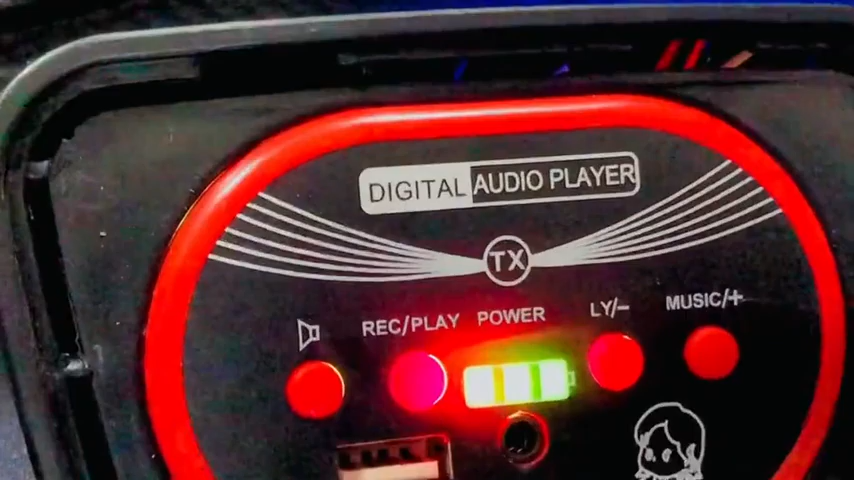 DIGITAL AUDIO PLAYER
TX
REC/PLAY POWER LY/- MUSIC/+